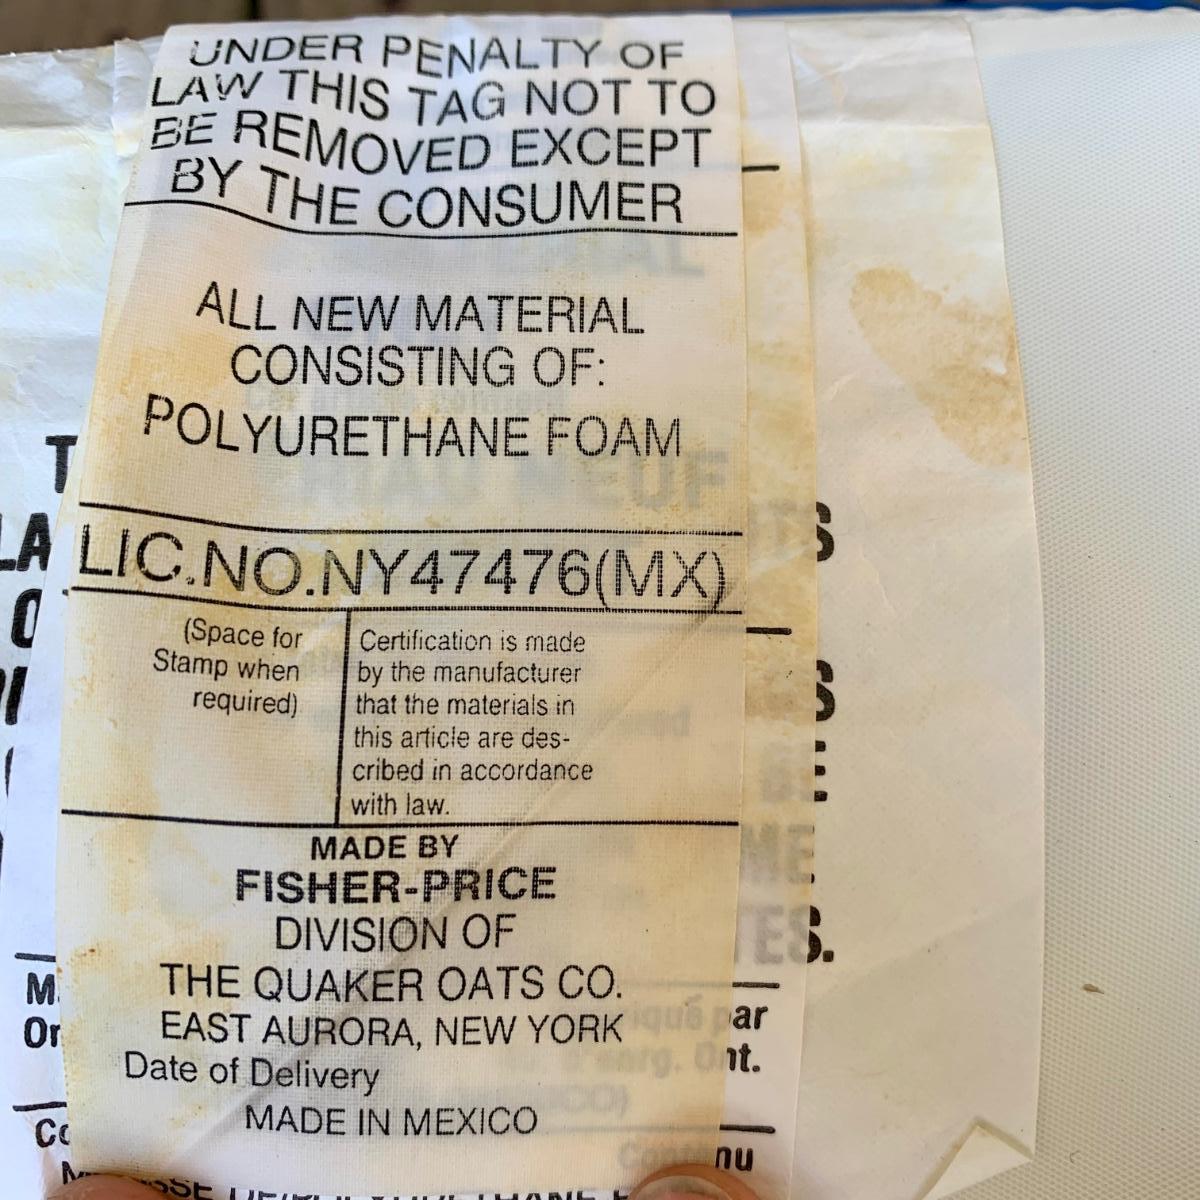 UNDER PENALTY OF
LAW THIS TAG NOT TO
BE REMOVED EXCEPT
BY THE CONSUMER
ALL NEW MATERIAL
CONSISTING OF:
POLYURETHANE FOAM
LIC.NO.NY47476(MX)
(Space for
Stamp when
required)
Certification is made
by the manufacturer
that the materials in
this article are des-
cribed in accordance
with law.
MADE BY
FISHER-PRICE
DIVISION OF
THE QUAKER OATS CO.
EAST AURORA, NEW YORK
Date of Delivery
MADE IN MEXICO
par
Ont.
Contenu